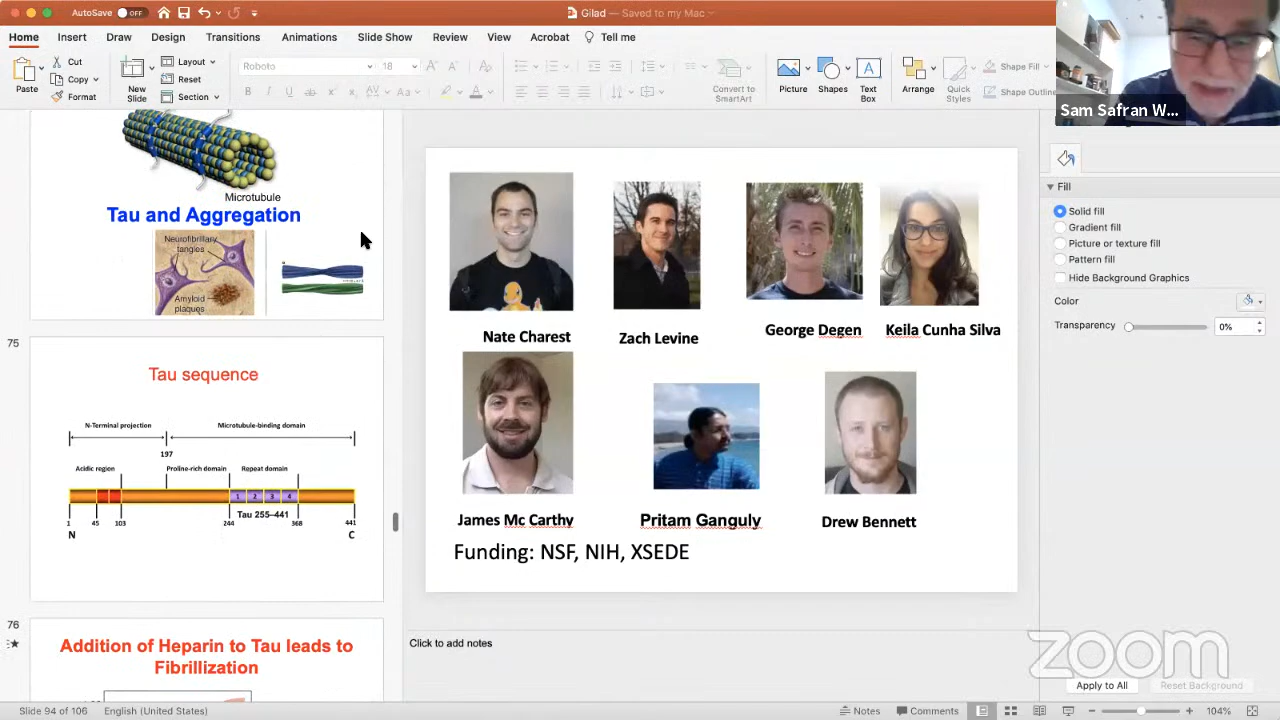 AutoSave OFF
Gilad — Saved to my Mac
Home Insert Draw Design Transitions Animations Slide Show Review View Acrobat Tell me
Paste
Cut
Copy
Format
New Slide
Layout
Reset
Section
Roboto 18
Convert to SmartArt
Picture
Shapes
Text Box
Arrange
Quick Styles
Shape Fill
Shape Outline
Sam Safran W...
Microtubule
Tau and Aggregation
Neurofibrillary tangles
Amyloid plaques
75
Tau sequence
N-Terminal projection Microtubule-binding domain
197
Acidic region Proline-rich domain Repeat domain
1 2 3 4
Tau 255–441
1 45 103 244 368 441
N C
76
Addition of Heparin to Tau leads to
Fibrillization
Nate Charest
Zach Levine
George Degen
Keila Cunha Silva
James Mc Carthy
Pritam Ganguly
Drew Bennett
Funding: NSF, NIH, XSEDE
Click to add notes
Fill
Solid fill
Gradient fill
Picture or texture fill
Pattern fill
Hide Background Graphics
Color
Transparency 0%
zoom
Apply to All Reset Background
Slide 94 of 106 English (United States) Notes Comments 104%